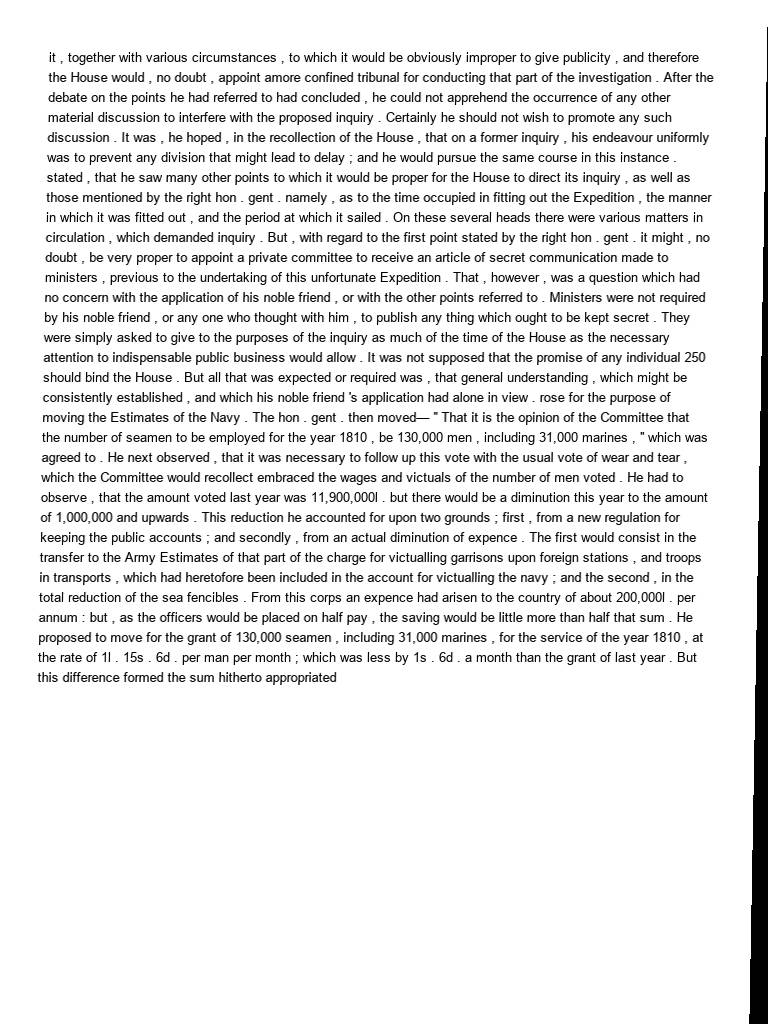 it , together with various circumstances , to which it would be obviously improper to give publicity , and therefore
the House would , no doubt , appoint amore confined tribunal for conducting that part of the investigation . After the
debate on the points he had referred to had concluded , he could not apprehend the occurrence of any other
material discussion to interfere with the proposed inquiry . Certainly he should not wish to promote any such
discussion . It was , he hoped , in the recollection of the House , that on a former inquiry , his endeavour uniformly
was to prevent any division that might lead to delay ; and he would pursue the same course in this instance .
stated , that he saw many other points to which it would be proper for the House to direct its inquiry , as well as
those mentioned by the right hon . gent . namely , as to the time occupied in fitting out the Expedition , the manner
in which it was fitted out , and the period at which it sailed . On these several heads there were various matters in
circulation , which demanded inquiry . But , with regard to the first point stated by the right hon . gent . it might , no
doubt , be very proper to appoint a private committee to receive an article of secret communication made to
ministers , previous to the undertaking of this unfortunate Expedition . That , however , was a question which had
no concern with the application of his noble friend , or with the other points referred to . Ministers were not required
by his noble friend , or any one who thought with him , to publish any thing which ought to be kept secret . They
were simply asked to give to the purposes of the inquiry as much of the time of the House as the necessary
attention to indispensable public business would allow . It was not supposed that the promise of any individual 250
should bind the House . But all that was expected or required was , that general understanding , which might be
consistently established , and which his noble friend 's application had alone in view . rose for the purpose of
moving the Estimates of the Navy . The hon . gent . then moved— " That it is the opinion of the Committee that
the number of seamen to be employed for the year 1810 , be 130,000 men , including 31,000 marines , " which was
agreed to . He next observed , that it was necessary to follow up this vote with the usual vote of wear and tear ,
which the Committee would recollect embraced the wages and victuals of the number of men voted . He had to
observe , that the amount voted last year was 11,900,000l . but there would be a diminution this year to the amount
of 1,000,000 and upwards . This reduction he accounted for upon two grounds ; first , from a new regulation for
keeping the public accounts ; and secondly , from an actual diminution of expence . The first would consist in the
transfer to the Army Estimates of that part of the charge for victualling garrisons upon foreign stations , and troops
in transports , which had heretofore been included in the account for victualling the navy ; and the second , in the
total reduction of the sea fencibles . From this corps an expence had arisen to the country of about 200,000l . per
annum : but , as the officers would be placed on half pay , the saving would be little more than half that sum . He
proposed to move for the grant of 130,000 seamen , including 31,000 marines , for the service of the year 1810 , at
the rate of 1l . 15s . 6d . per man per month ; which was less by 1s . 6d . a month than the grant of last year . But
this difference formed the sum hitherto appropriated